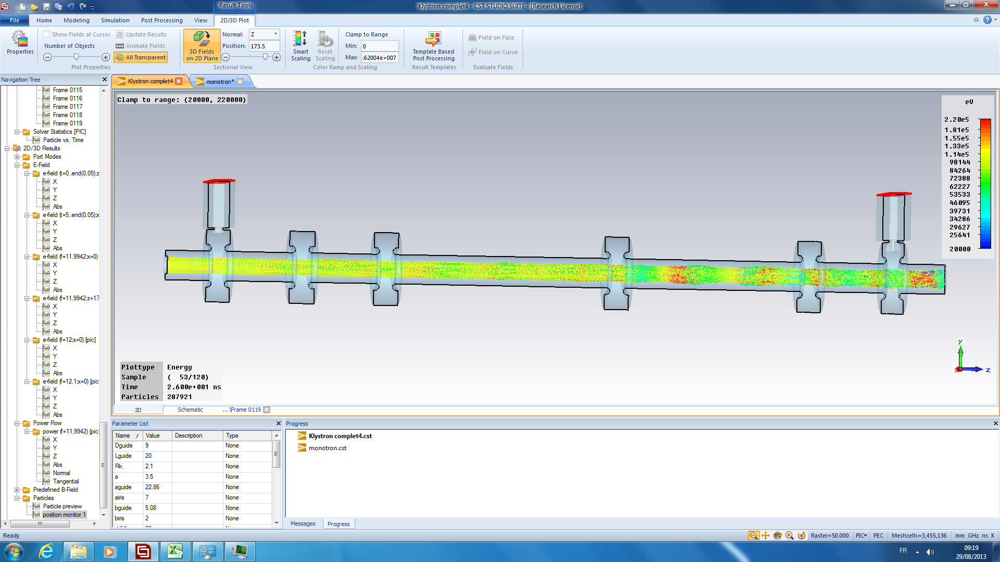 Result Tools
Klystron complet4 - CST STUDIO SUITE - [Research License]
File Home Modeling Simulation Post Processing View 2D/3D Plot
Properties
Show Fields at Cursor
Number of Objects
Update Results
Animate Fields
All Transparent
Plot Properties
3D Fields
on 2D Plane
Normal: Z
Position: 173.5
Sectional View
Smart
Scaling
Reset
Scaling
Clamp to Range
Min: 0
Max: .62004e+007
Color Ramp and Scaling
Template Based
Post Processing
Result Templates
Field on Face
Field on Curve
Evaluate Fields
Navigation Tree
Frame 0115
Frame 0116
Frame 0117
Frame 0118
Frame 0119
Solver Statistics [PIC]
Particle vs. Time
2D/3D Results
Port Modes
E-Field
e-field (t=0..end(0.05);z
X
Y
Z
Abs
e-field (t=5..end(0.05);x
X
Y
Z
Abs
e-field (f=11.9942;x=0)
X
Y
Z
Abs
e-field (f=11.9942;z=17
X
Y
Z
Abs
e-field (f=12;x=0) [pic]
X
Y
Z
Abs
e-field (f=12.1;x=0) [pic
X
Y
Z
Abs
Power Flow
power (f=11.9942) [pic]
X
Y
Z
Abs
Normal
Tangential
Predefined B-Field
Particles
Particle preview
position monitor 1
Klystron complet4 monotron*
Clamp to range: (20000, 220000)
eV
2.20e5
1.81e5
1.55e5
1.33e5
1.14e5
98144
84264
72388
62227
53533
46095
39731
34286
29627
25641
20000
y
x
z
Plottype Energy
Sample ( 53/120)
Time 2.600e+001 ns
Particles 287921
3D Schematic ...\Frame 0119
Parameter List
Name / Value Description Type
Dguide 9 None
Lguide 20 None
Rk 2.1 None
a 3.5 None
aguide 22.86 None
airis 7 None
bguide 5.08 None
biris 2 None
Progress
Klystron complet4.cst
monotron.cst
Messages Progress
Ready
Raster=50.000 PIC PEC Meshcells=3,455,136 mm GHz ns K
FR
09:19
29/08/2013